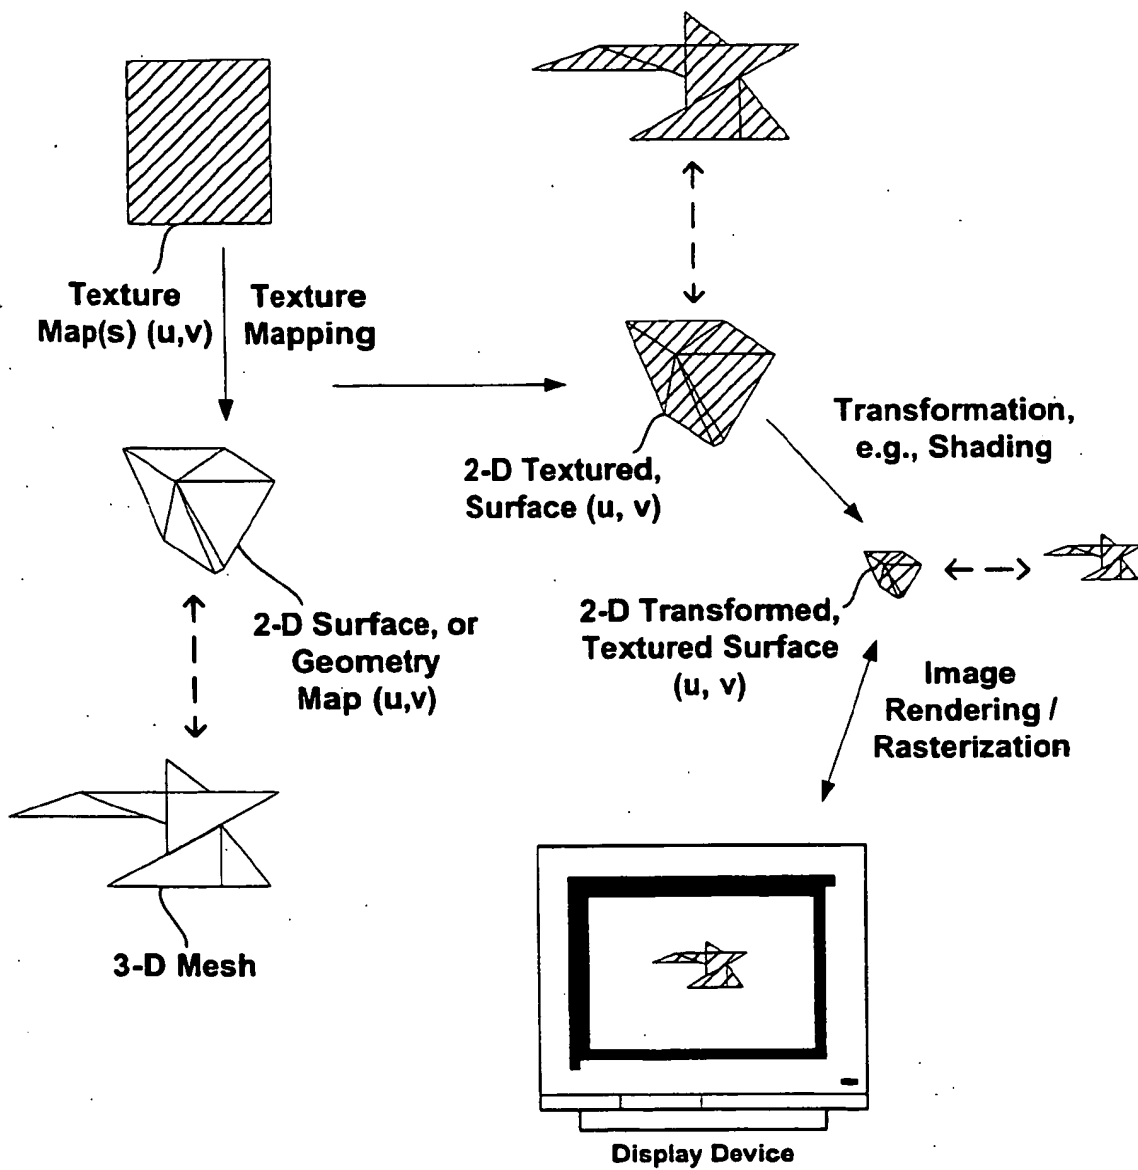 Texture
Map(s) (u,v)
Texture
Mapping
2-D Textured,
Surface (u, v)
Transformation,
e.g., Shading
2-D Surface, or
Geometry
Map (u,v)
2-D Transformed,
Textured Surface
(u, v)
Image
Rendering /
Rasterization
3-D Mesh
Display Device